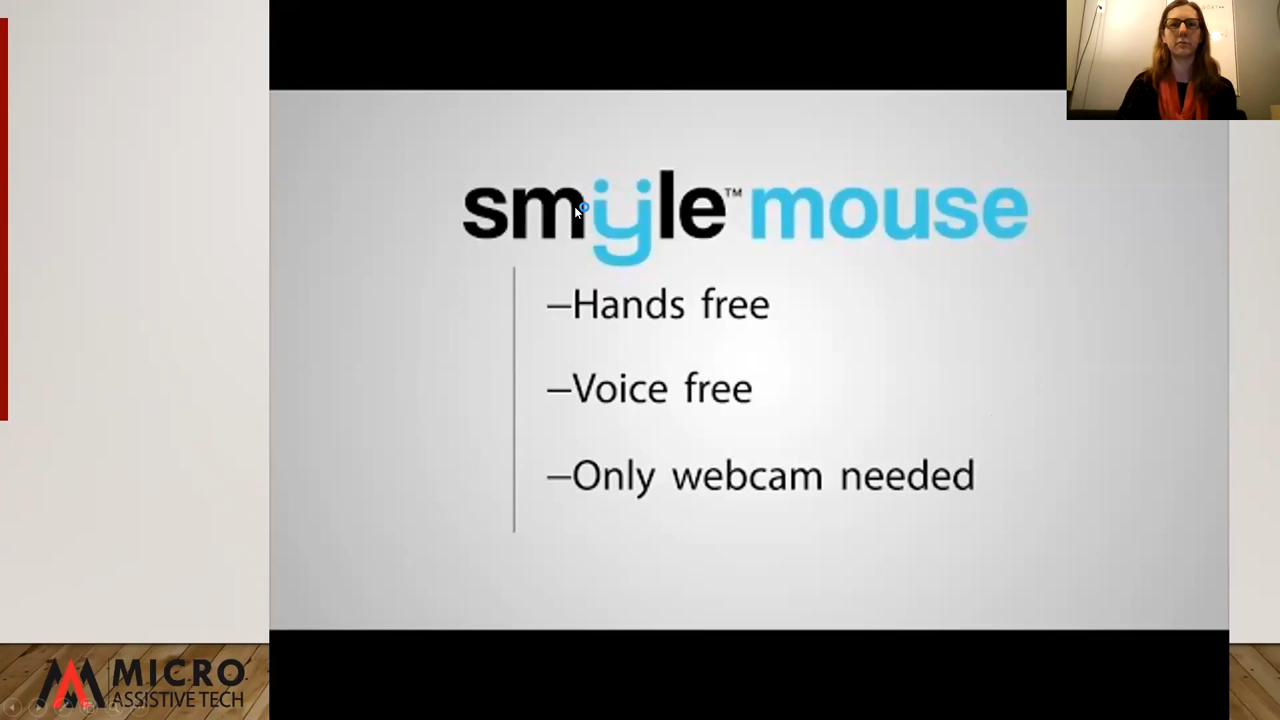 smyle™ mouse
–Hands free
–Voice free
–Only webcam needed
MICRO
ASSISTIVE TECH